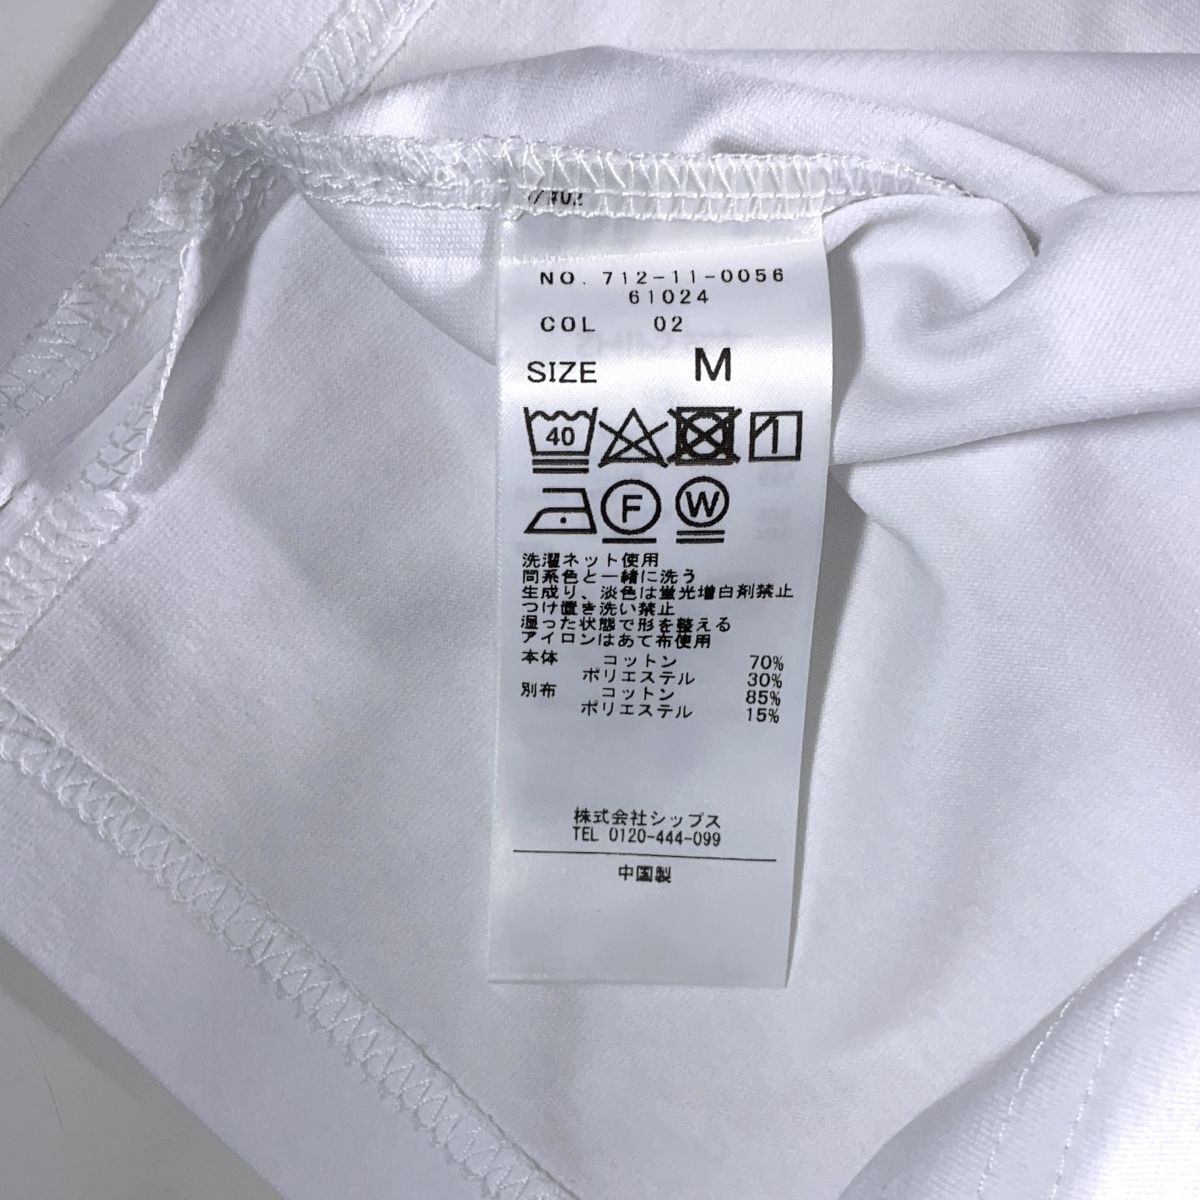 NO. 712-11-0056
61024
COL 02
SIZE M
40
F W
洗濯ネット使用
同系色と一緒に洗う
生成り、淡色は蛍光増白剤禁止
つけ置き洗い禁止
湿った状態で形を整える
アイロンはあて布使用
本体 コットン 70%
ポリエステル 30%
別布 コットン 85%
ポリエステル 15%
株式会社シップス
TEL 0120-444-099
中国製